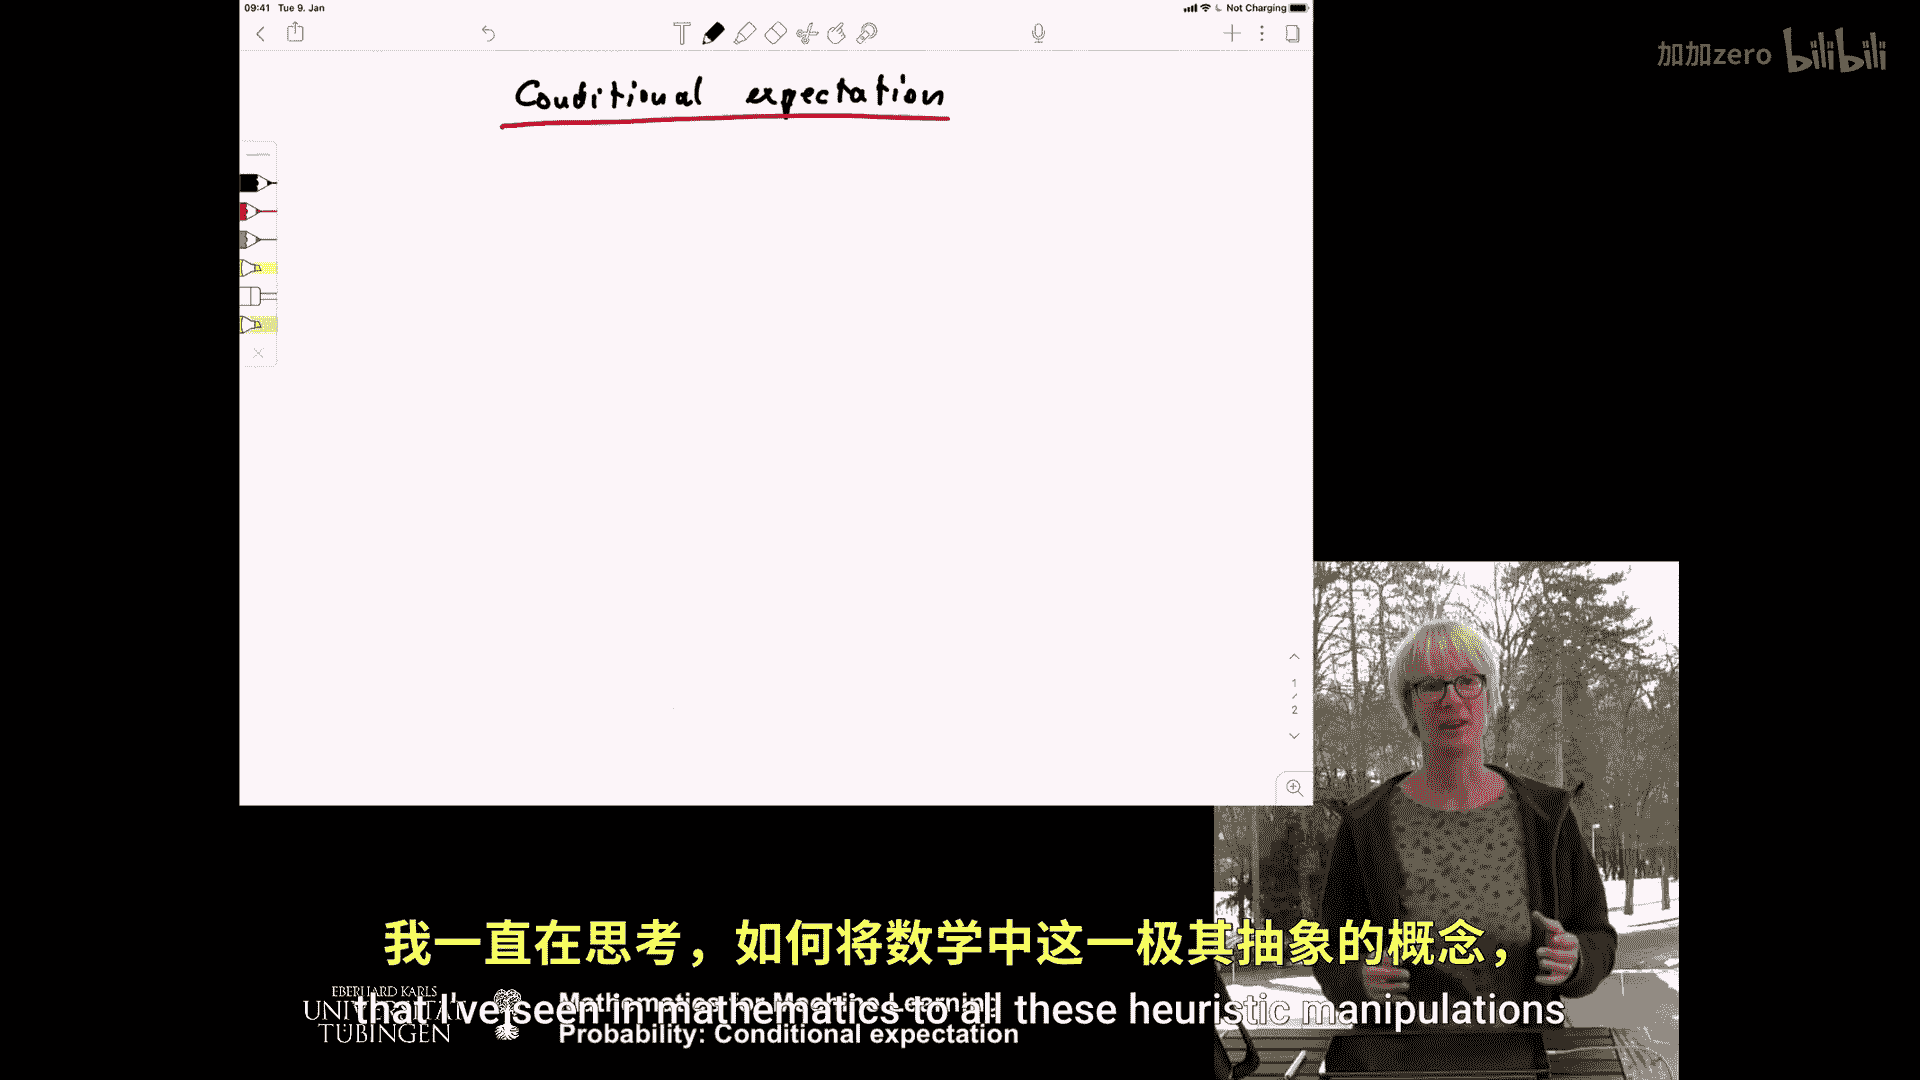 09:41 Tue 9. Jan
Not Charging
加加zero bilibili
Conditional expectation
1
2
我一直在思考，如何将数学中这一极其抽象的概念，
that I've seen in mathematics to all these heuristic manipulations
EBERHARD KARLS
UNIVERSITÄT
TÜBINGEN
Mathematics for Machine Learning
Probability: Conditional expectation